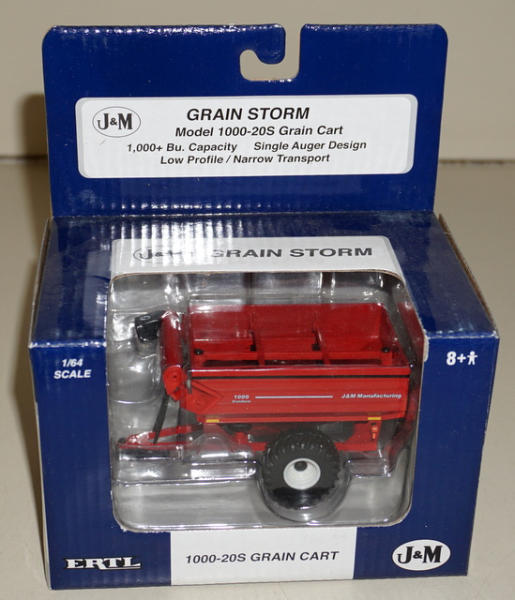 J&M
GRAIN STORM
Model 1000-20S Grain Cart
1,000+ Bu. Capacity Single Auger Design
Low Profile / Narrow Transport
J&M GRAIN STORM
1/64
SCALE
8+
1000
J&M Manufacturing
ERTL
1000-20S GRAIN CART
J&M